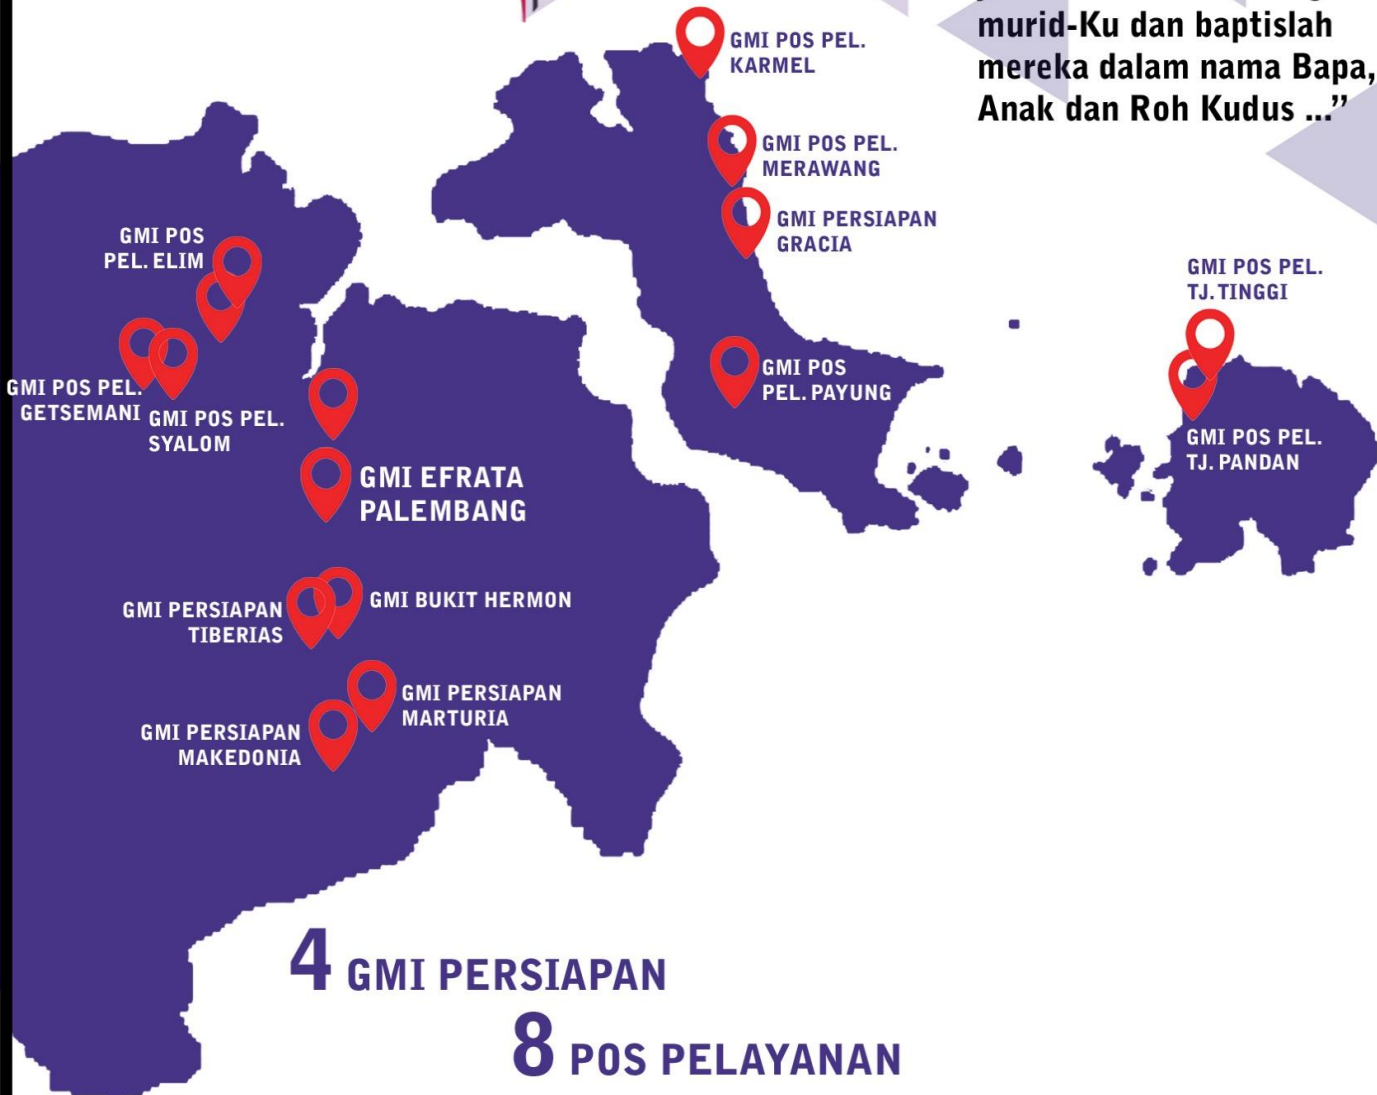 murid-Ku dan baptislah
mereka dalam nama Bapa,
Anak dan Roh Kudus ...”
GMI POS PEL.
KARMEL
GMI POS PEL.
MERAWANG
GMI PERSIAPAN
GRACIA
GMI POS
PEL. ELIM
GMI POS PEL.
TJ. TINGGI
GMI POS
PEL. PAYUNG
GMI POS PEL.
GETSEMANI
GMI POS PEL.
SYALOM
GMI POS PEL.
TJ. PANDAN
GMI EFRATA
PALEMBANG
GMI PERSIAPAN
TIBERIAS
GMI BUKIT HERMON
GMI PERSIAPAN
MARTURIA
GMI PERSIAPAN
MAKEDONIA
4 GMI PERSIAPAN
8 POS PELAYANAN